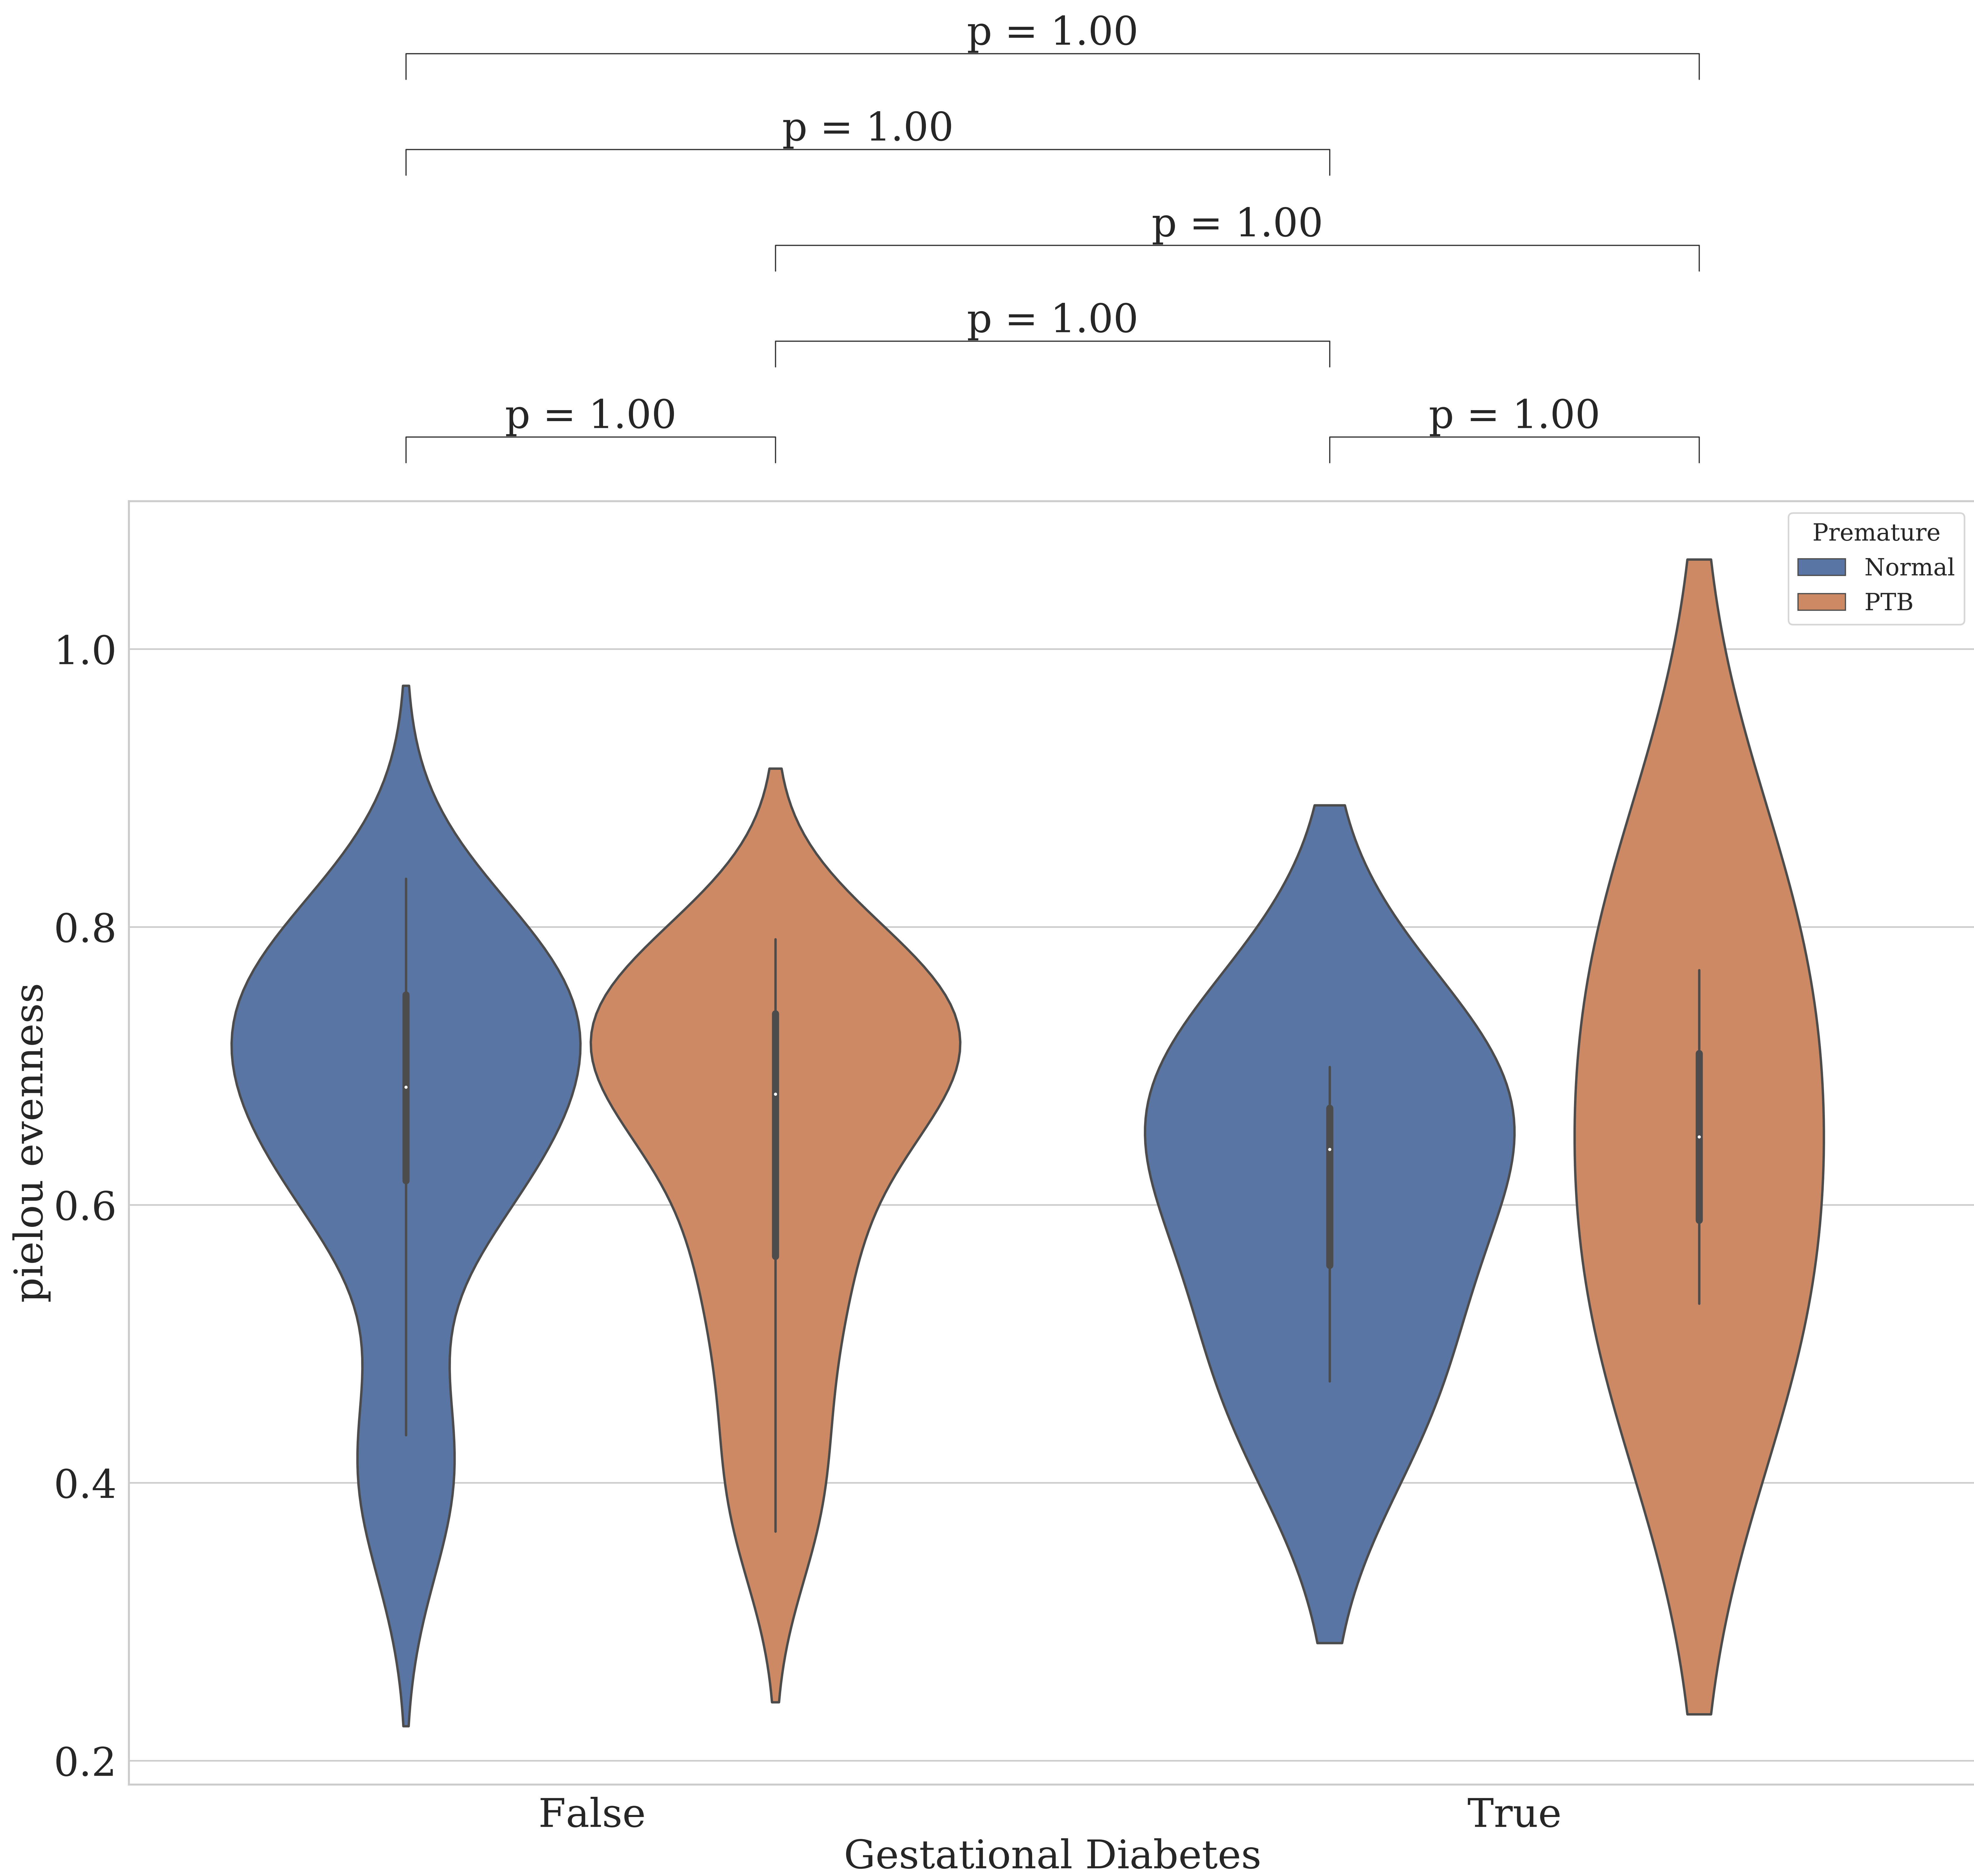 p = 1.00
p = 1.00
p = 1.00
p = 1.00
p = 1.00
p = 1.00
Premature
Normal
PTB
1.0
0.8
0.6
0.4
0.2
pielou evenness
False
True
Gestational Diabetes